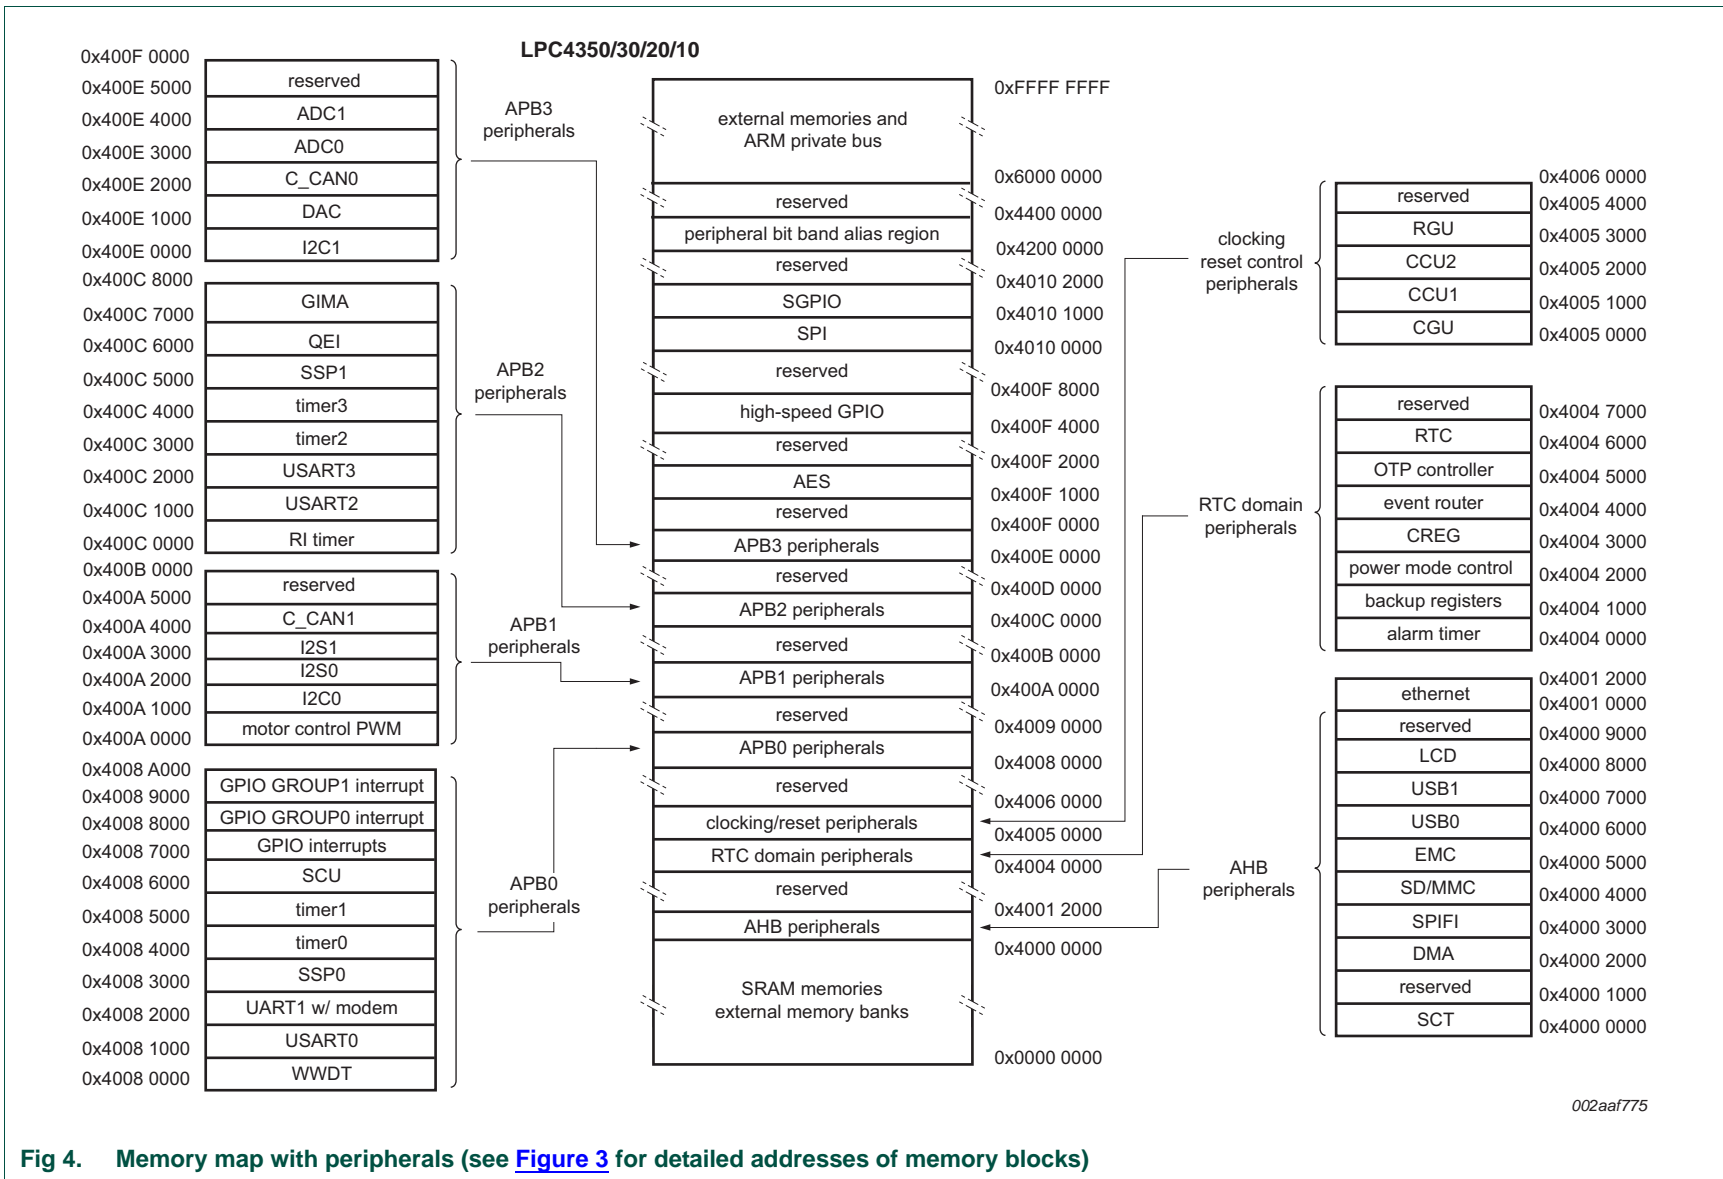 LPC4350/30/20/10
0x400F 0000
reserved
0x400E 5000
ADC1
0x400E 4000
ADC0
0x400E 3000
C_CAN0
0x400E 2000
DAC
0x400E 1000
I2C1
0x400E 0000
APB3
peripherals
0x400C 8000
GIMA
0x400C 7000
QEI
0x400C 6000
SSP1
0x400C 5000
timer3
0x400C 4000
timer2
0x400C 3000
USART3
0x400C 2000
USART2
0x400C 1000
RI timer
0x400C 0000
APB2
peripherals
0x400B 0000
reserved
0x400A 5000
C_CAN1
0x400A 4000
I2S1
0x400A 3000
I2S0
0x400A 2000
I2C0
0x400A 1000
motor control PWM
0x400A 0000
APB1
peripherals
0x4008 A000
GPIO GROUP1 interrupt
0x4008 9000
GPIO GROUP0 interrupt
0x4008 8000
GPIO interrupts
0x4008 7000
SCU
0x4008 6000
timer1
0x4008 5000
timer0
0x4008 4000
SSP0
0x4008 3000
UART1 w/ modem
0x4008 2000
USART0
0x4008 1000
WWDT
0x4008 0000
APB0
peripherals
0xFFFF FFFF
external memories and
ARM private bus
0x6000 0000
reserved
0x4400 0000
peripheral bit band alias region
0x4200 0000
reserved
0x4010 2000
SGPIO
0x4010 1000
SPI
0x4010 0000
reserved
0x400F 8000
high-speed GPIO
0x400F 4000
reserved
0x400F 2000
AES
0x400F 1000
reserved
0x400F 0000
APB3 peripherals
0x400E 0000
reserved
0x400D 0000
APB2 peripherals
0x400C 0000
reserved
0x400B 0000
APB1 peripherals
0x400A 0000
reserved
0x4009 0000
APB0 peripherals
0x4008 0000
reserved
0x4006 0000
clocking/reset peripherals
0x4005 0000
RTC domain peripherals
0x4004 0000
reserved
0x4001 2000
AHB peripherals
0x4000 0000
SRAM memories
external memory banks
0x0000 0000
clocking
reset control
peripherals
0x4006 0000
reserved
0x4005 4000
RGU
0x4005 3000
CCU2
0x4005 2000
CCU1
0x4005 1000
CGU
0x4005 0000
RTC domain
peripherals
reserved
0x4004 7000
RTC
0x4004 6000
OTP controller
0x4004 5000
event router
0x4004 4000
CREG
0x4004 3000
power mode control
0x4004 2000
backup registers
0x4004 1000
alarm timer
0x4004 0000
AHB
peripherals
0x4001 2000
ethernet
0x4001 0000
reserved
0x4000 9000
LCD
0x4000 8000
USB1
0x4000 7000
USB0
0x4000 6000
EMC
0x4000 5000
SD/MMC
0x4000 4000
SPIFI
0x4000 3000
DMA
0x4000 2000
reserved
0x4000 1000
SCT
0x4000 0000
002aaf775
Fig 4. Memory map with peripherals (see Figure 3 for detailed addresses of memory blocks)